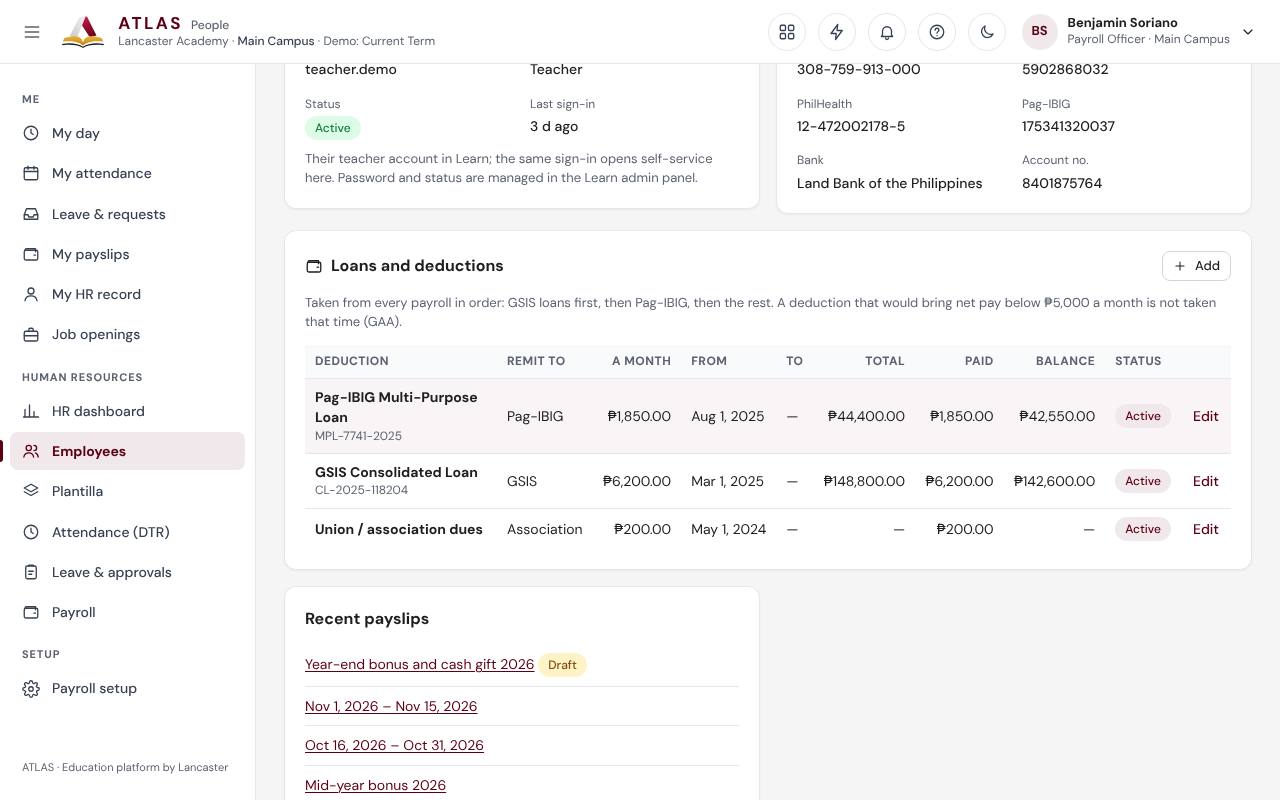 ATLAS People
Lancaster Academy · Main Campus · Demo: Current Term
BS
Benjamin Soriano
Payroll Officer · Main Campus
ME
My day
My attendance
Leave & requests
My payslips
My HR record
Job openings
HUMAN RESOURCES
HR dashboard
Employees
Plantilla
Attendance (DTR)
Leave & approvals
Payroll
SETUP
Payroll setup
ATLAS · Education platform by Lancaster
teacher.demo
Teacher
Status
Last sign-in
Active
3 d ago
Their teacher account in Learn; the same sign-in opens self-service
here. Password and status are managed in the Learn admin panel.
308-759-913-000
5902868032
PhilHealth
Pag-IBIG
12-472002178-5
175341320037
Bank
Account no.
Land Bank of the Philippines
8401875764
Loans and deductions
Add
Taken from every payroll in order: GSIS loans first, then Pag-IBIG, then the rest. A deduction that would bring net pay below ₱5,000 a month is not taken
that time (GAA).
DEDUCTION REMIT TO A MONTH FROM TO TOTAL PAID BALANCE STATUS
Pag-IBIG Multi-Purpose
Loan
MPL-7741-2025
Pag-IBIG ₱1,850.00 Aug 1, 2025 — ₱44,400.00 ₱1,850.00 ₱42,550.00 Active Edit
GSIS Consolidated Loan
CL-2025-118204
GSIS ₱6,200.00 Mar 1, 2025 — ₱148,800.00 ₱6,200.00 ₱142,600.00 Active Edit
Union / association dues Association ₱200.00 May 1, 2024 — — ₱200.00 — Active Edit
Recent payslips
Year-end bonus and cash gift 2026 Draft
Nov 1, 2026 – Nov 15, 2026
Oct 16, 2026 – Oct 31, 2026
Mid-year bonus 2026